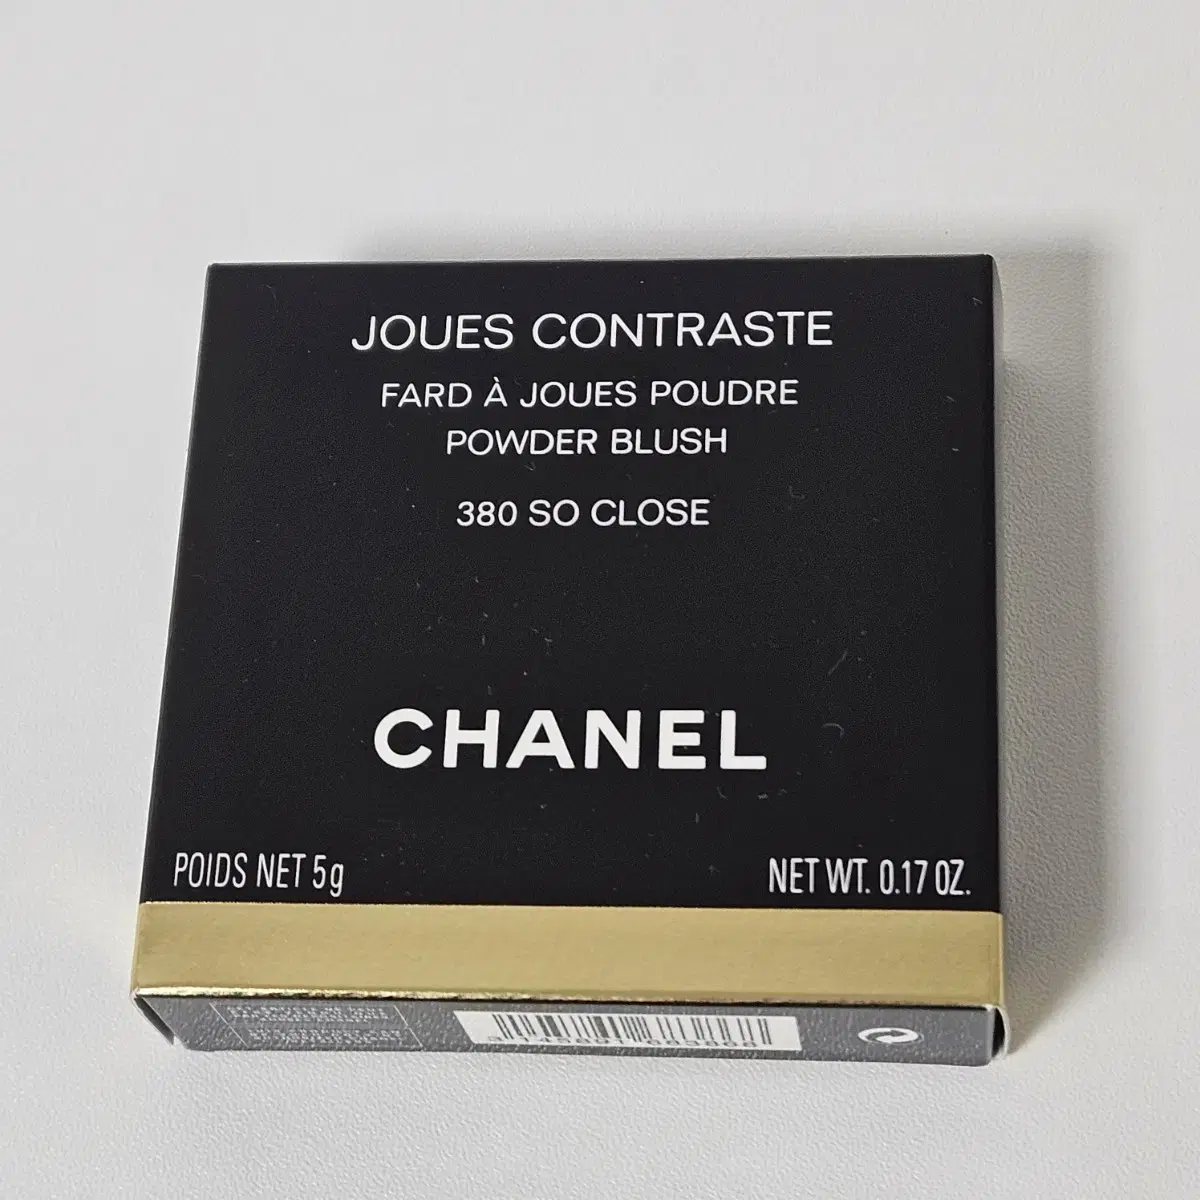 JOUES CONTRASTE
FARD À JOUES POUDRE
POWDER BLUSH
380 SO CLOSE
CHANEL
POIDS NET 5g
NET WT. 0.17 OZ.